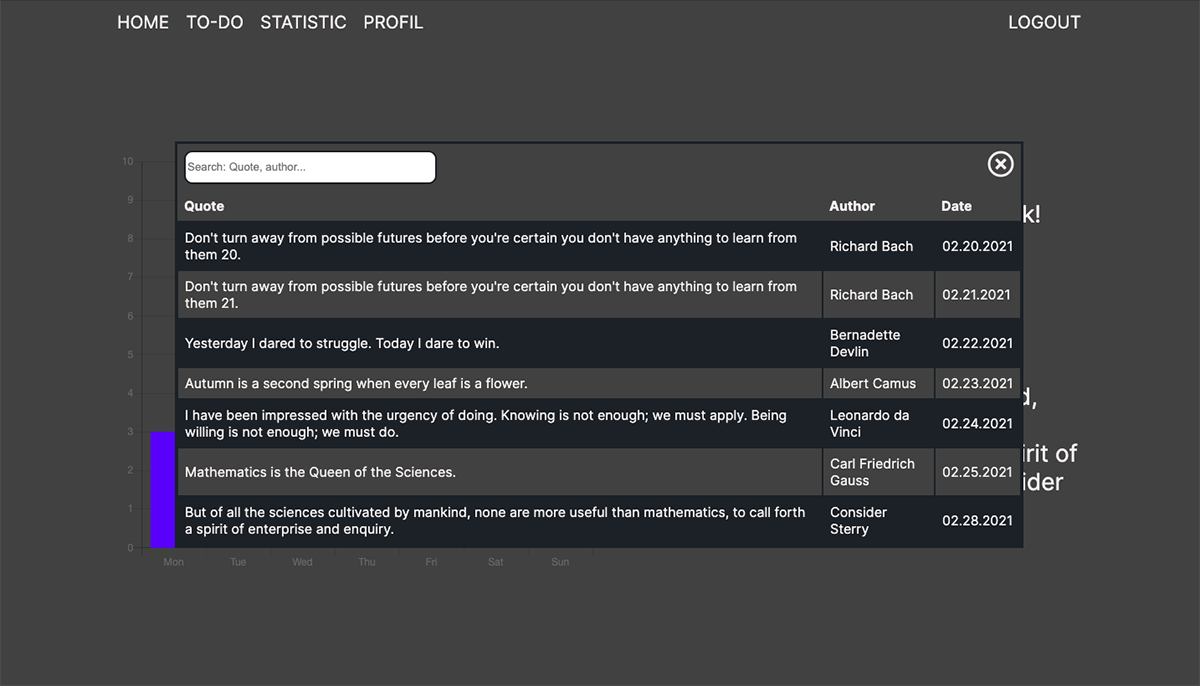 HOME TO-DO STATISTIC PROFIL LOGOUT
Search: Quote, author...
Quote Author Date
Don't turn away from possible futures before you're certain you don't have anything to learn from
them 20.
Richard Bach
02.20.2021
Don't turn away from possible futures before you're certain you don't have anything to learn from
them 21.
Richard Bach
02.21.2021
Yesterday I dared to struggle. Today I dare to win.
Bernadette
Devlin
02.22.2021
Autumn is a second spring when every leaf is a flower.
Albert Camus
02.23.2021
I have been impressed with the urgency of doing. Knowing is not enough; we must apply. Being
willing is not enough; we must do.
Leonardo da
Vinci
02.24.2021
Mathematics is the Queen of the Sciences.
Carl Friedrich
Gauss
02.25.2021
But of all the sciences cultivated by mankind, none are more useful than mathematics, to call forth
a spirit of enterprise and enquiry.
Consider
Sterry
02.28.2021
10
9
8
7
6
5
4
3
2
1
0
Mon Tue Wed Thu Fri Sat Sun
k!
d,
irit of
ider